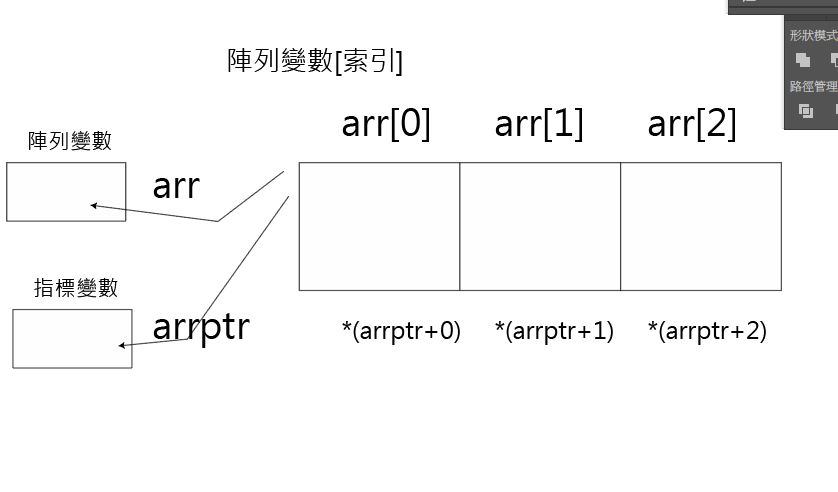 形狀模式
路徑管理
陣列變數[索引]
arr[0] arr[1] arr[2]
陣列變數
arr
指標變數
arrptr
*(arrptr+0) *(arrptr+1) *(arrptr+2)